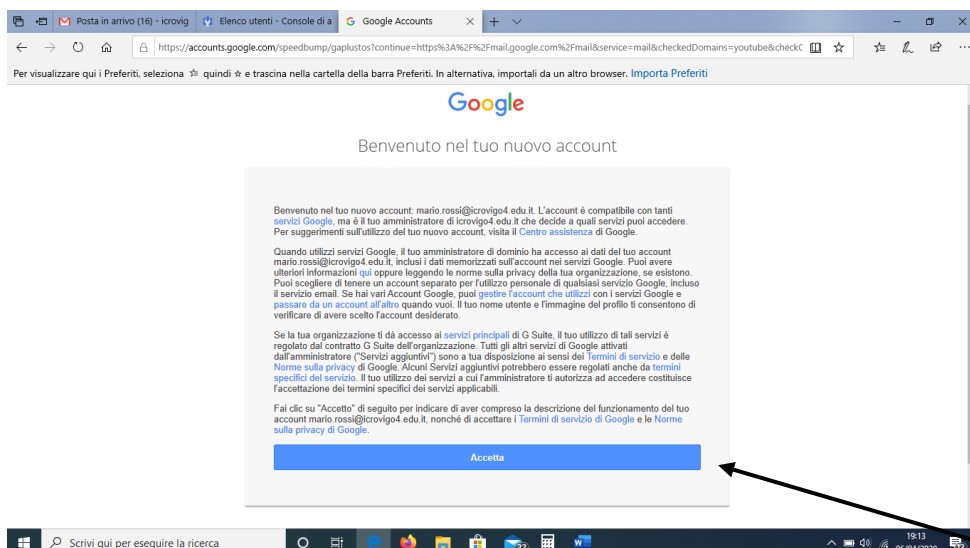 Posta in arrivo (16) - icrovig
Elenco utenti - Console di a
Google Accounts
https://accounts.google.com/speedbump/gaplustos?continue=https%3A%2F%2Fmail.google.com%2Fmail&service=mail&checkedDomains=youtube&checkC
Per visualizzare qui i Preferiti, seleziona quindi e trascina nella cartella della barra Preferiti. In alternativa, importali da un altro browser. Importa Preferiti
Google
Benvenuto nel tuo nuovo account
Benvenuto nel tuo nuovo account: mario.rossi@icrovigo4.edu.it. L'account è compatibile con tanti
servizi Google, ma è il tuo amministratore di icrovigo4.edu.it che decide a quali servizi puoi accedere.
Per suggerimenti sull'utilizzo del tuo nuovo account, visita il Centro assistenza di Google.
Quando utilizzi servizi Google, il tuo amministratore di dominio ha accesso ai dati del tuo account
mario.rossi@icrovigo4.edu.it, inclusi i dati memorizzati sull'account nei servizi Google. Puoi avere
ulteriori informazioni qui oppure leggendo le norme sulla privacy della tua organizzazione, se esistono.
Puoi scegliere di tenere un account separato per l'utilizzo personale di qualsiasi servizio Google, incluso
il servizio email. Se hai vari Account Google, puoi gestire l'account che utilizzi con i servizi Google e
passare da un account all'altro quando vuoi. Il tuo nome utente e l'immagine del profilo ti consentono di
verificare di avere scelto l'account desiderato.
Se la tua organizzazione ti dà accesso ai servizi principali di G Suite, il tuo utilizzo di tali servizi è
regolato dal contratto G Suite dell'organizzazione. Tutti gli altri servizi di Google attivati
dall'amministratore ("Servizi aggiuntivi") sono a tua disposizione ai sensi dei Termini di servizio e delle
Norme sulla privacy di Google. Alcuni Servizi aggiuntivi potrebbero essere regolati anche da termini
specifici del servizio. Il tuo utilizzo dei servizi a cui l'amministratore ti autorizza ad accedere costituisce
l'accettazione dei termini specifici dei servizi applicabili.
Fai clic su "Accetto" di seguito per indicare di aver compreso la descrizione del funzionamento del tuo
account mario.rossi@icrovigo4.edu.it, nonché di accettare i Termini di servizio di Google e le Norme
sulla privacy di Google.
Accetta
Scrivi qui per eseguire la ricerca
19:13